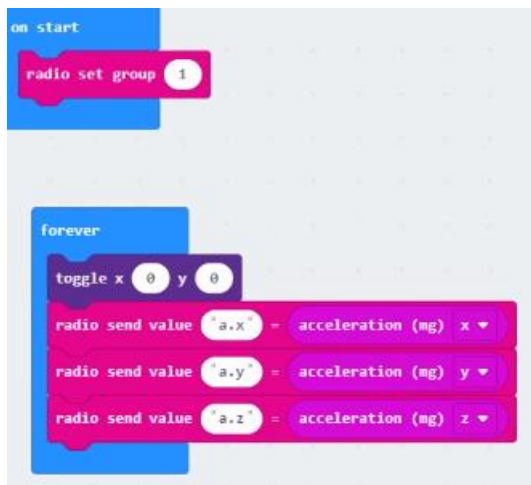 on start
radio set group 1
forever
toggle x 0 y 0
radio send value "a.x" = acceleration (mg) x
radio send value "a.y" = acceleration (mg) y
radio send value "a.z" = acceleration (mg) z